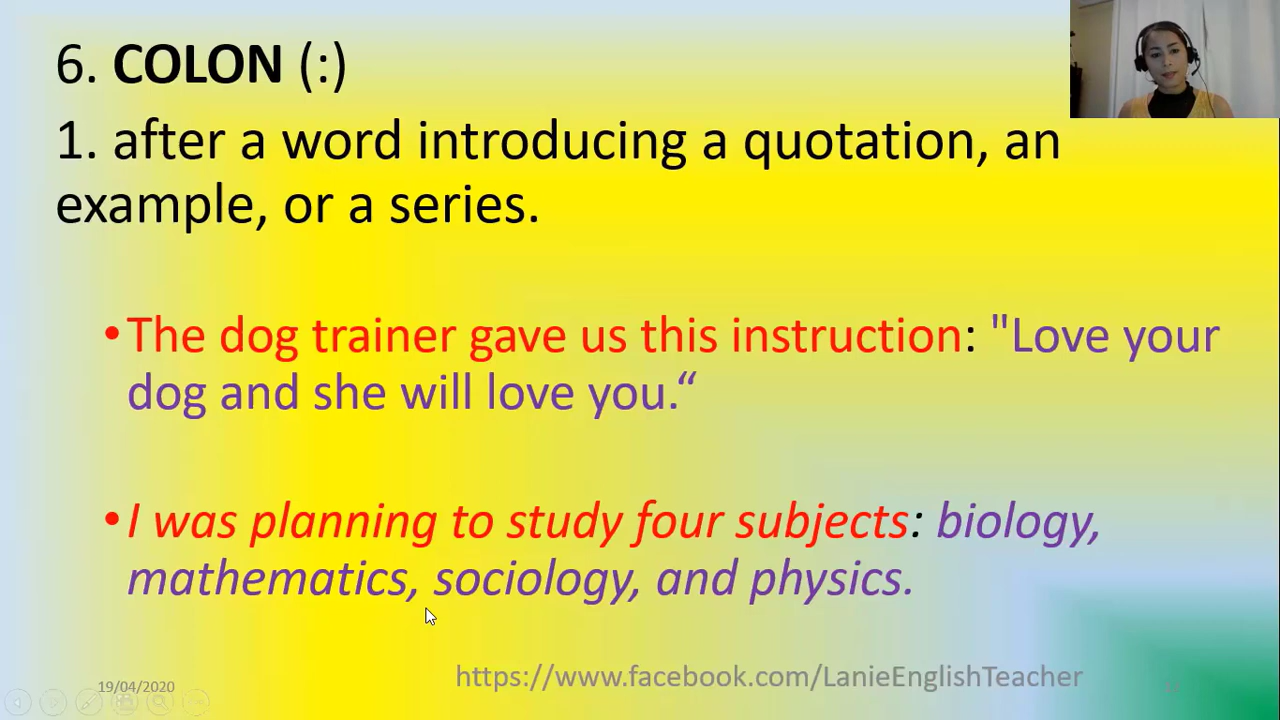 6. COLON (:)
1. after a word introducing a quotation, an
example, or a series.
•The dog trainer gave us this instruction: "Love your
dog and she will love you.“
•I was planning to study four subjects: biology,
mathematics, sociology, and physics.
https://www.facebook.com/LanieEnglishTeacher
19/04/2020